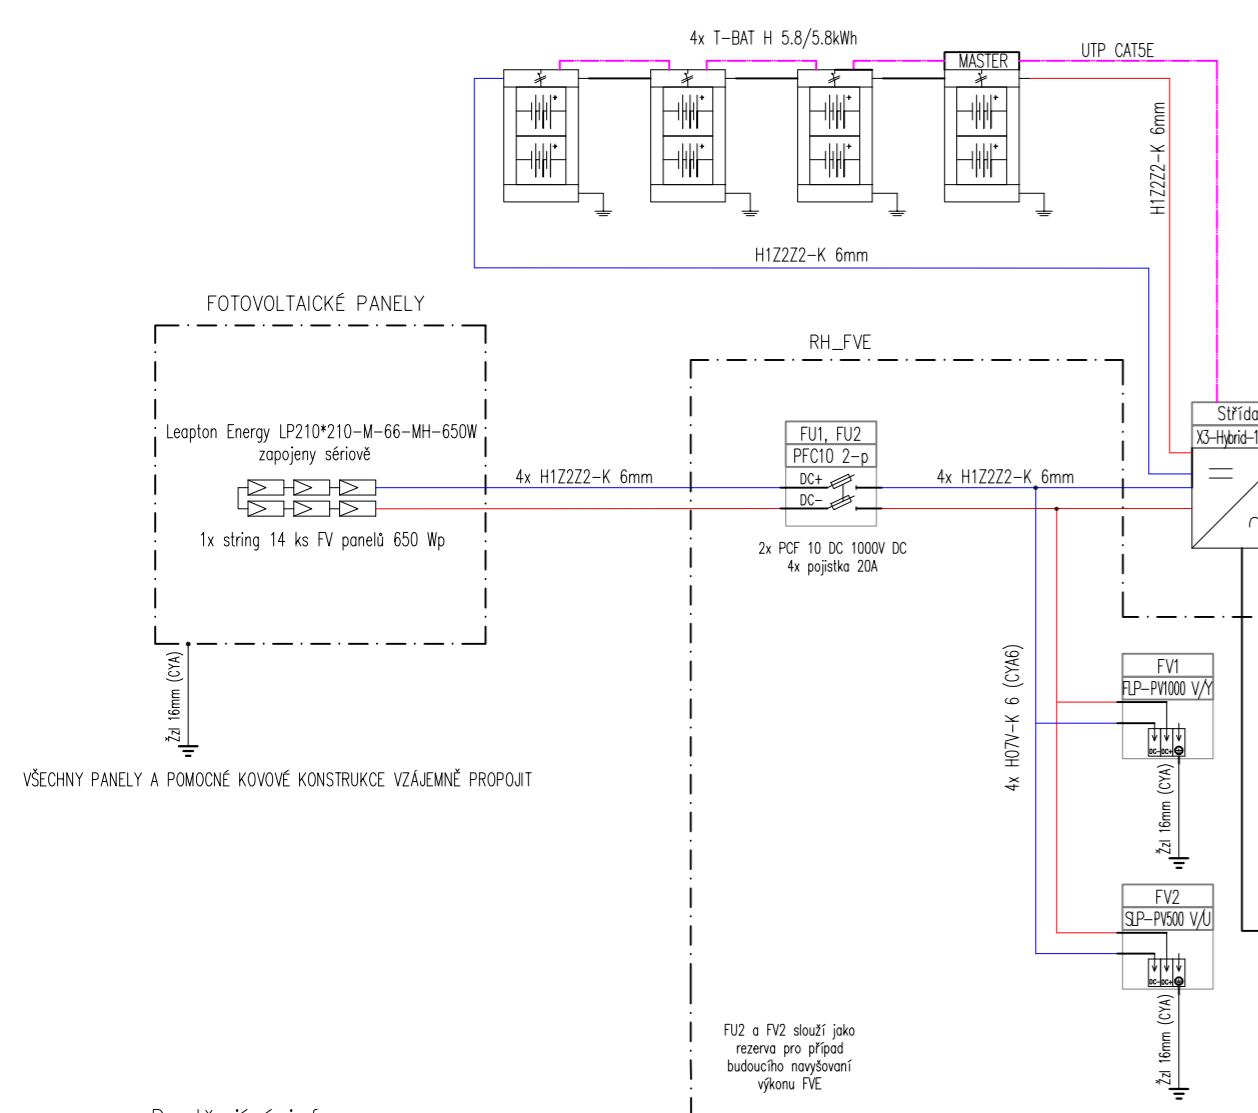 4x T-BAT H 5.8/5.8kWh
MASTER
UTP CAT5E
H1Z2Z2-K 6mm
H1Z2Z2-K 6mm
FOTOVOLTAICKÉ PANELY
RH_FVE
Leapton Energy LP210*210-M-66-MH-650W
zapojeny sériově
1x string 14 ks FV panelů 650 Wp
4x H1Z2Z2-K 6mm
FU1, FU2
PFC10 2-p
DC+
DC-
2x PCF 10 DC 1000V DC
4x pojistka 20A
4x H1Z2Z2-K 6mm
X3-Hybrid-1
Žzl 16mm (CYA)
VŠECHNY PANELY A POMOCNÉ KOVOVÉ KONSTRUKCE VZÁJEMNĚ PROPOJIT
4x H07V-K 6 (CYA6)
FV1
FLP-PV1000 V/Y
DC- DC+
Žzl 16mm (CYA)
FV2
SLP-PV500 V/U
DC- DC+
Žzl 16mm (CYA)
FU2 a FV2 slouží jako
rezerva pro případ
budoucího navyšovaní
výkonu FVE